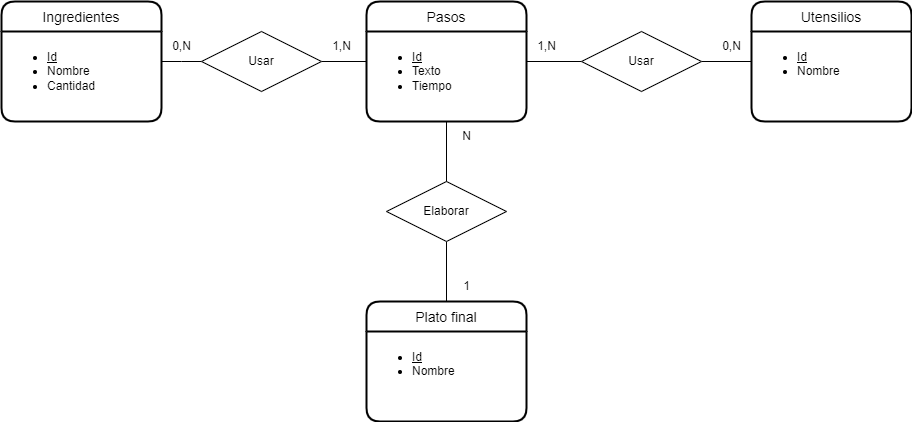 Ingredientes
Id
Nombre
Cantidad
0,N
Usar
1,N
Pasos
Id
Texto
Tiempo
1,N
Usar
0,N
Utensilios
Id
Nombre
N
Elaborar
1
Plato final
Id
Nombre